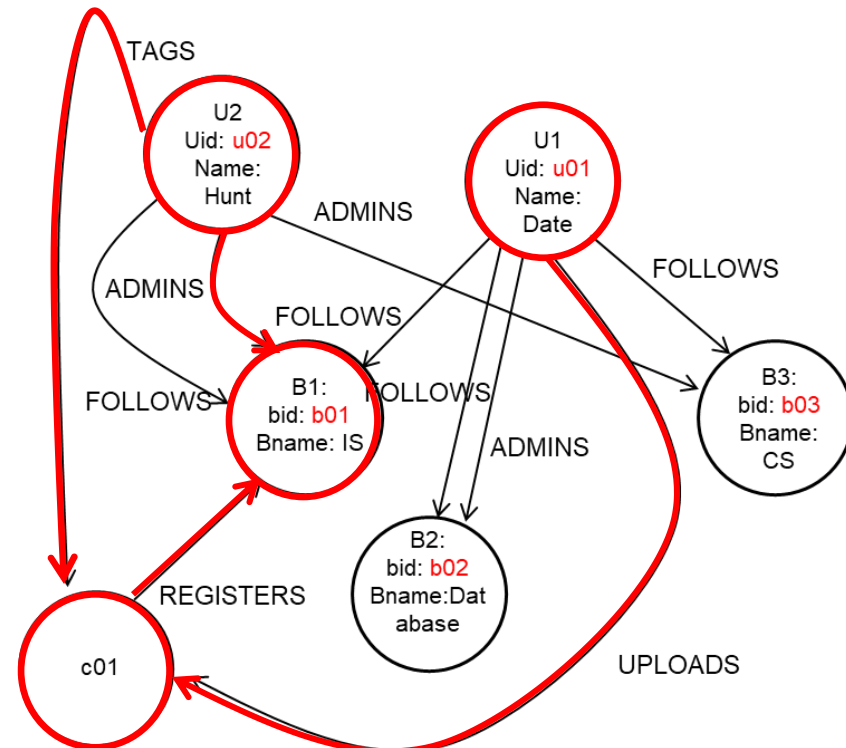 TAGS
U2
Uid: u02
Name:
Hunt
U1
Uid: u01
Name:
Date
ADMINS
FOLLOWS
ADMINS
FOLLOWS
B1:
bid: b01
Bname: IS
FOLLOWS
FOLLOWS
B3:
bid: b03
Bname:
CS
ADMINS
B2:
bid: b02
Bname:Dat
abase
REGISTERS
c01
UPLOADS